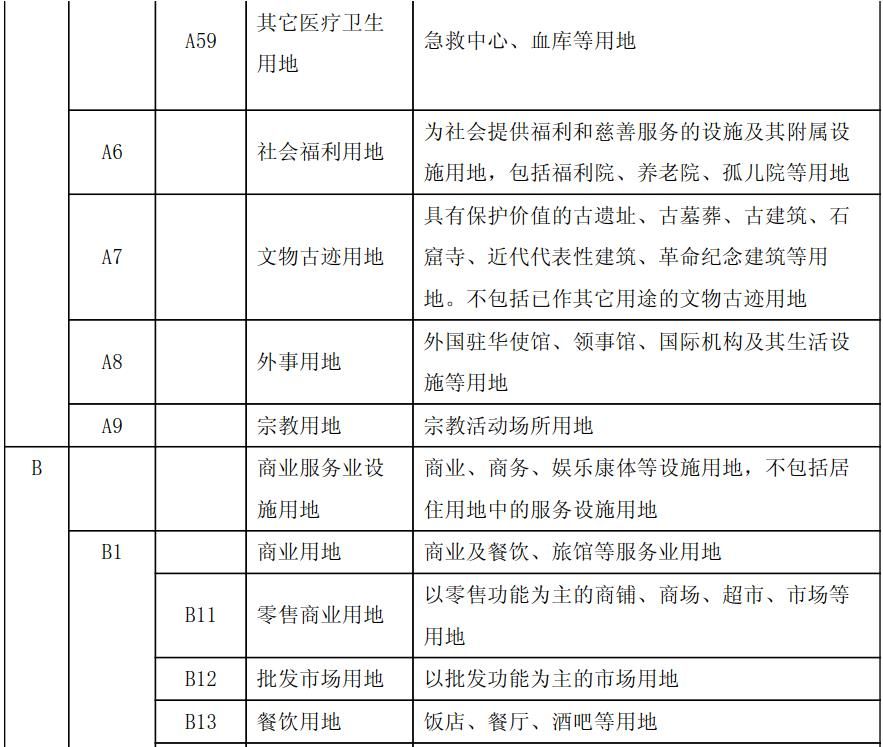 A59
其它医疗卫生
用地
急救中心、血库等用地
A6
社会福利用地
为社会提供福利和慈善服务的设施及其附属设
施用地，包括福利院、养老院、孤儿院等用地
A7
文物古迹用地
具有保护价值的古遗址、古墓葬、古建筑、石
窟寺、近代代表性建筑、革命纪念建筑等用
地。不包括已作其它用途的文物古迹用地
A8
外事用地
外国驻华使馆、领事馆、国际机构及其生活设
施等用地
A9
宗教用地
宗教活动场所用地
B
商业服务业设
施用地
商业、商务、娱乐康体等设施用地，不包括居
住用地中的服务设施用地
B1
商业用地
商业及餐饮、旅馆等服务业用地
B11
零售商业用地
以零售功能为主的商铺、商场、超市、市场等
用地
B12
批发市场用地
以批发功能为主的市场用地
B13
餐饮用地
饭店、餐厅、酒吧等用地